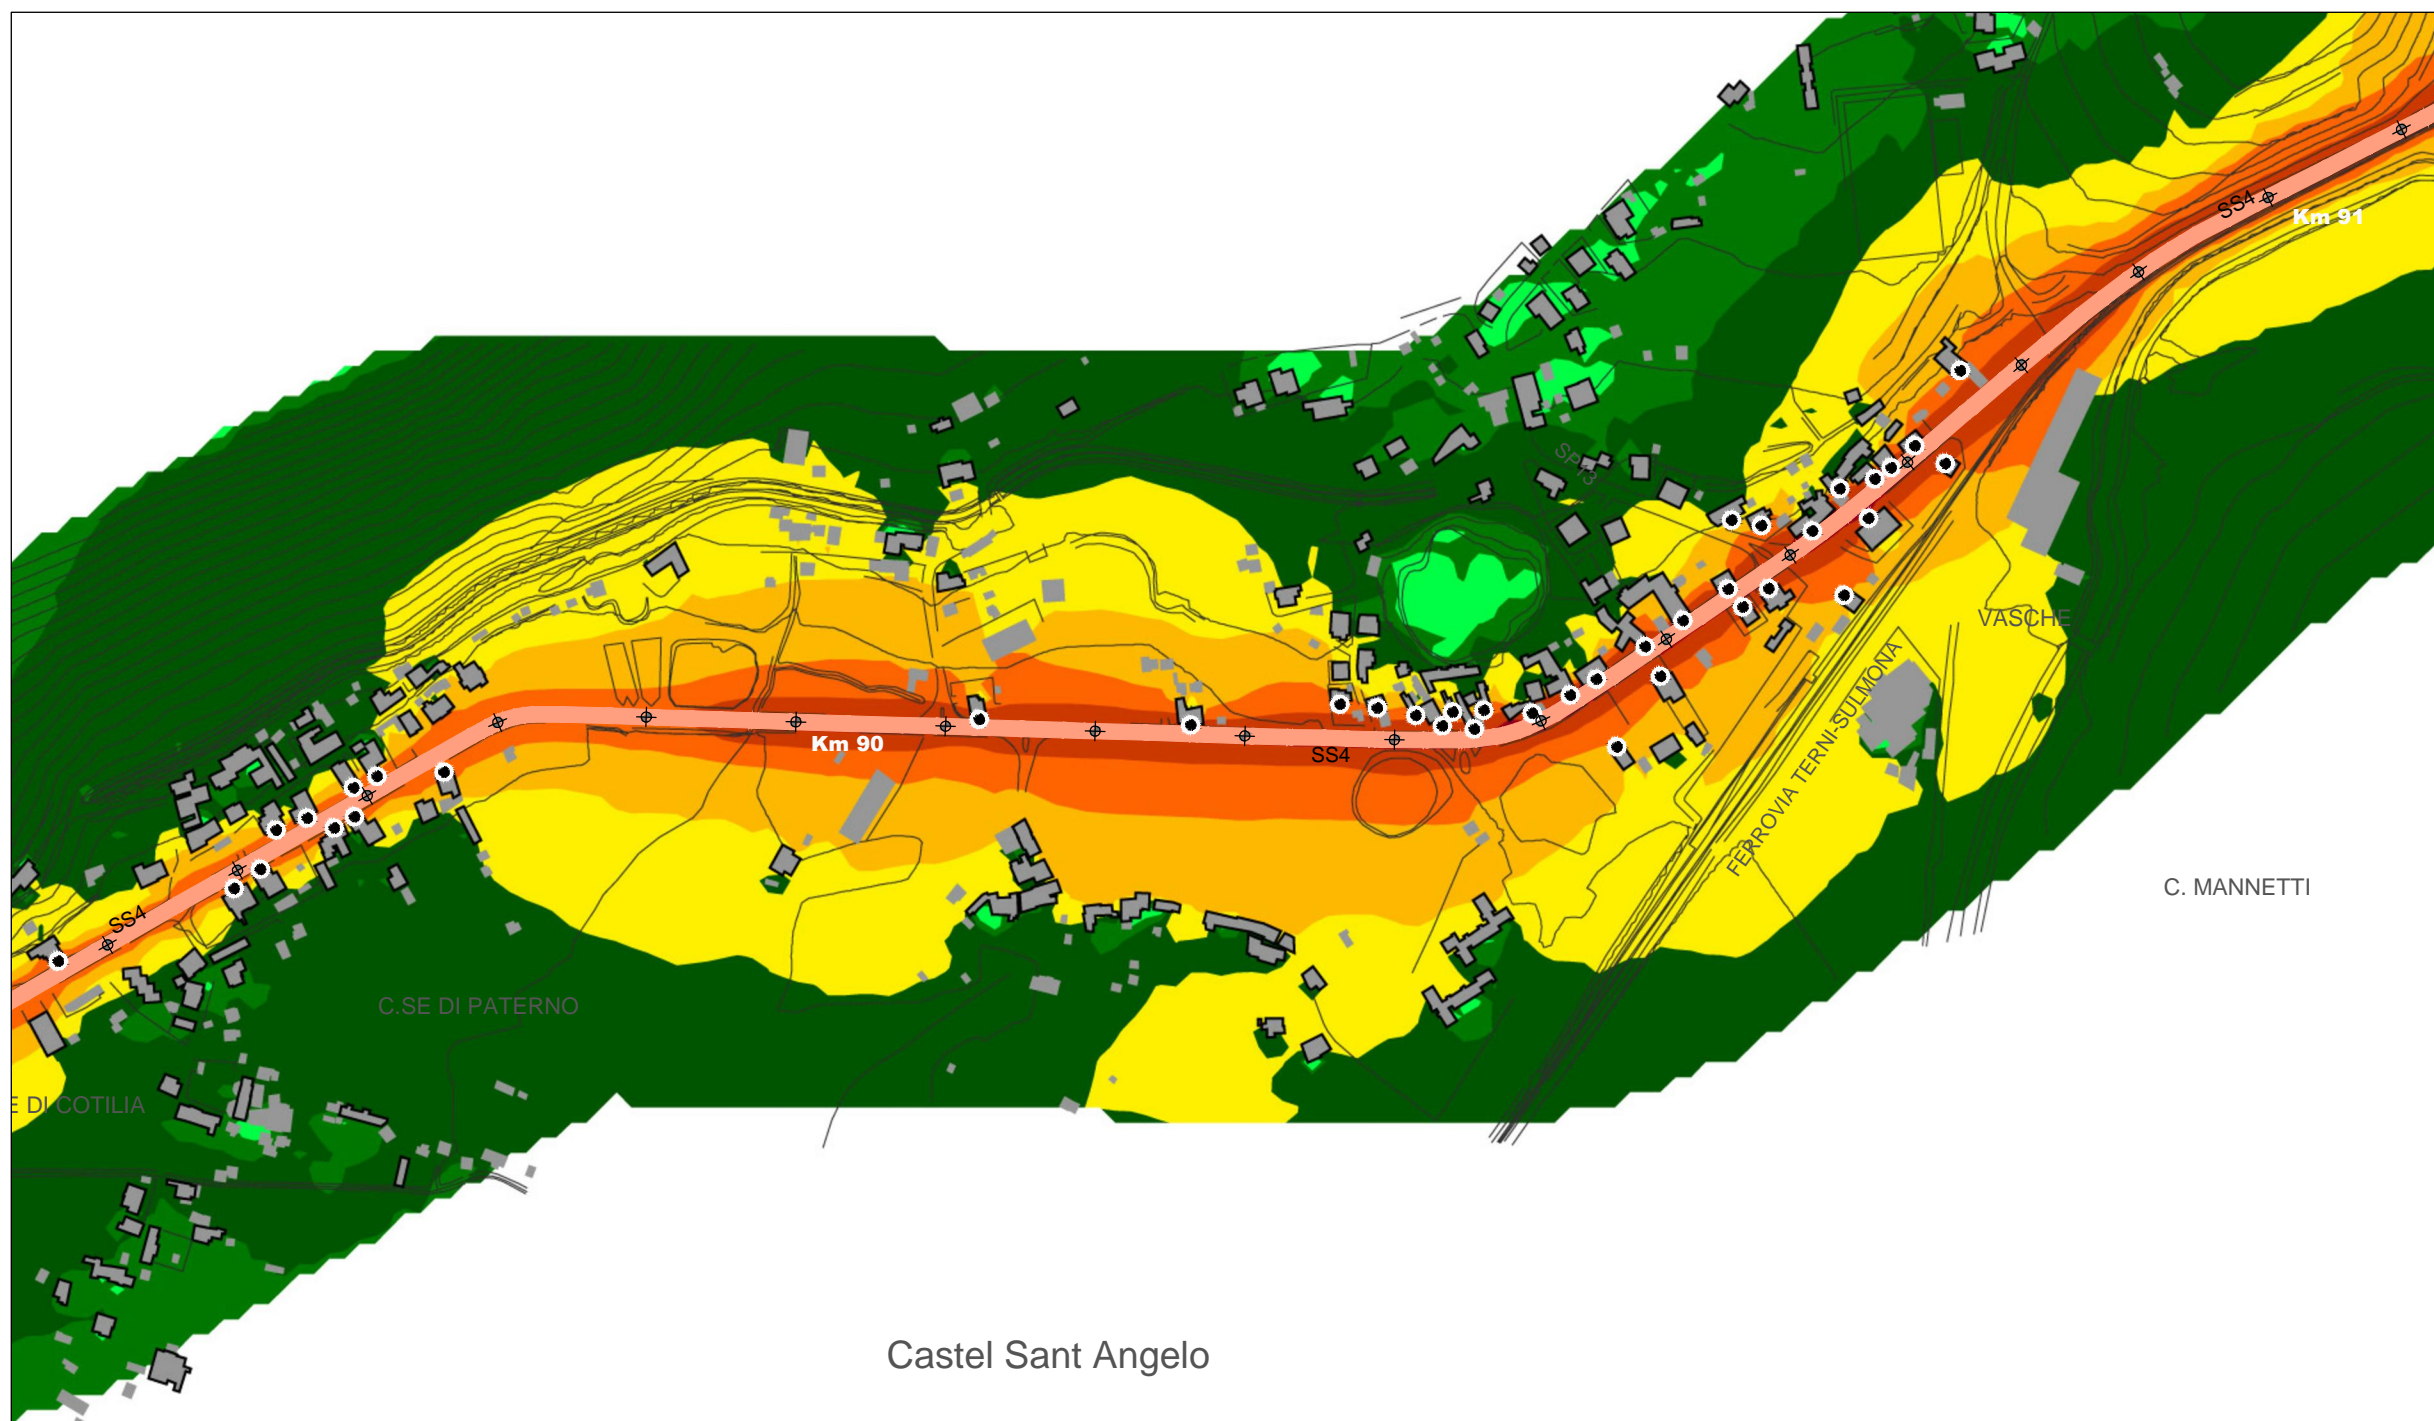 SS4
Km 91
SP13
VASCHE
FERROVIA TERNI-SULMONA
Km 90
SS4
C. MANNETTI
SS4
C.SE DI PATERNO
E DI COTILIA
Castel Sant Angelo